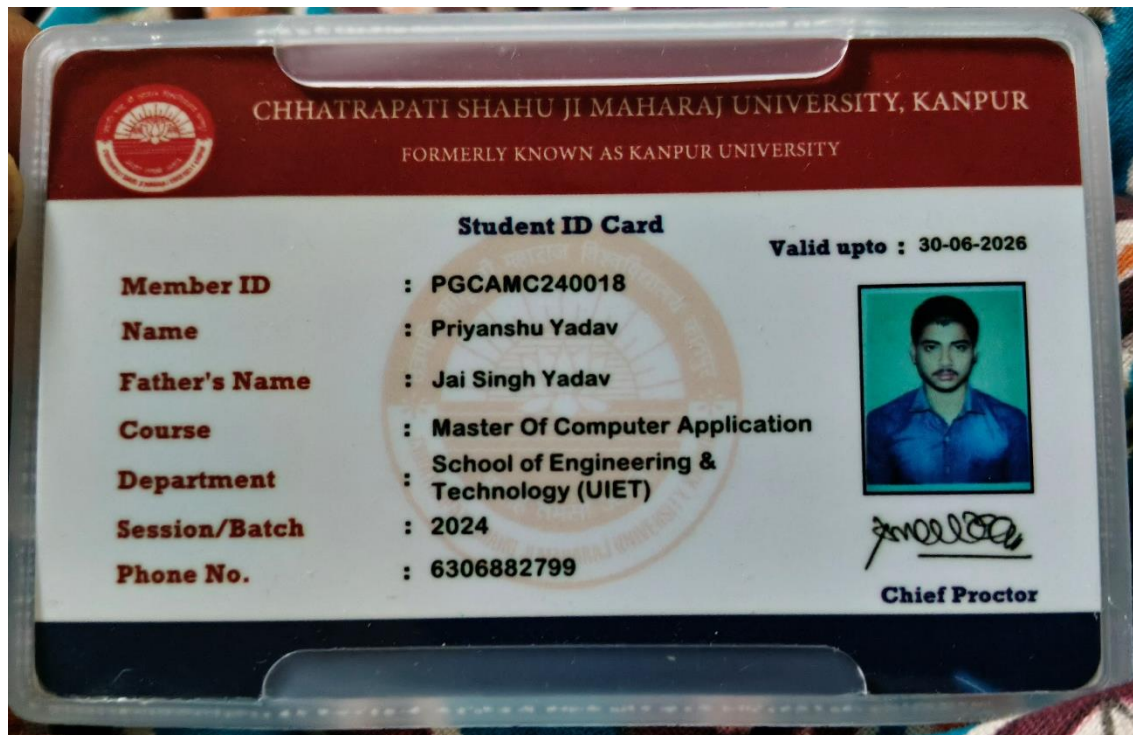 CHHATRAPATI SHAHU JI MAHARAJ UNIVERSITY, KANPUR
FORMERLY KNOWN AS KANPUR UNIVERSITY
Student ID Card
Valid upto : 30-06-2026
Member ID : PGCAMC240018
Name : Priyanshu Yadav
Father's Name : Jai Singh Yadav
Course : Master Of Computer Application
Department : School of Engineering &
Technology (UIET)
Session/Batch : 2024
Phone No. : 6306882799
Chief Proctor